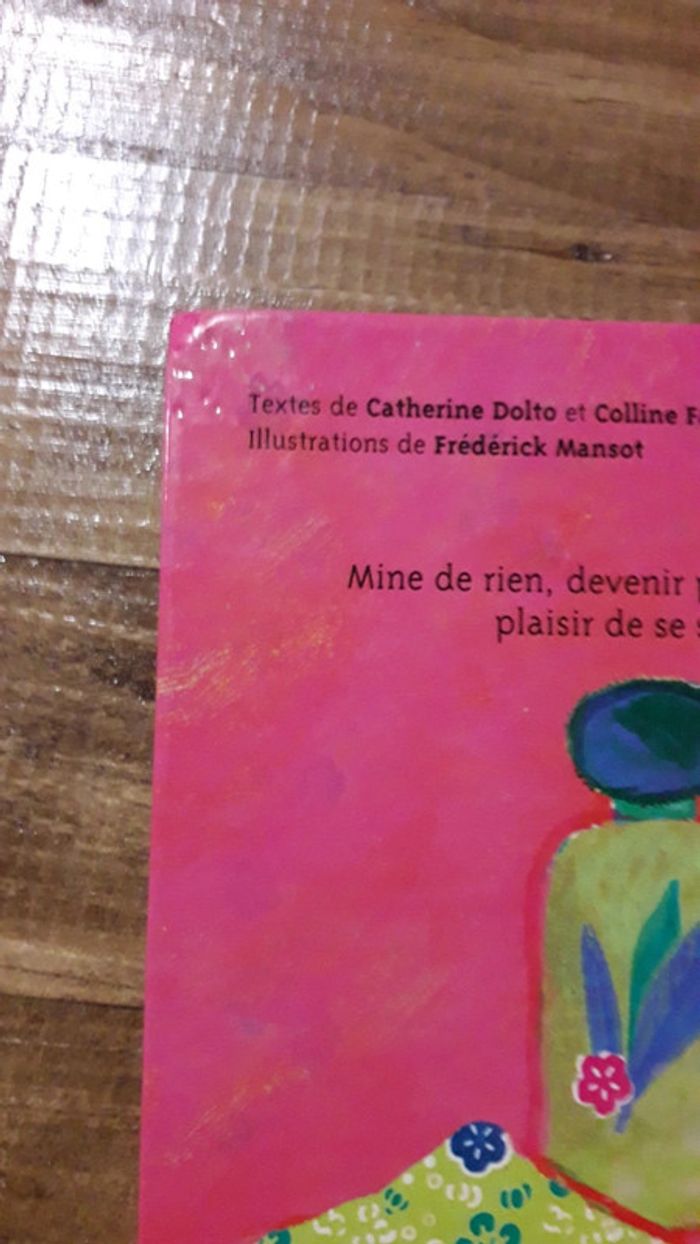 Textes de Catherine Dolto et Colline
Illustrations de Frédérick Mansot
Mine de rien, devenir
plaisir de se